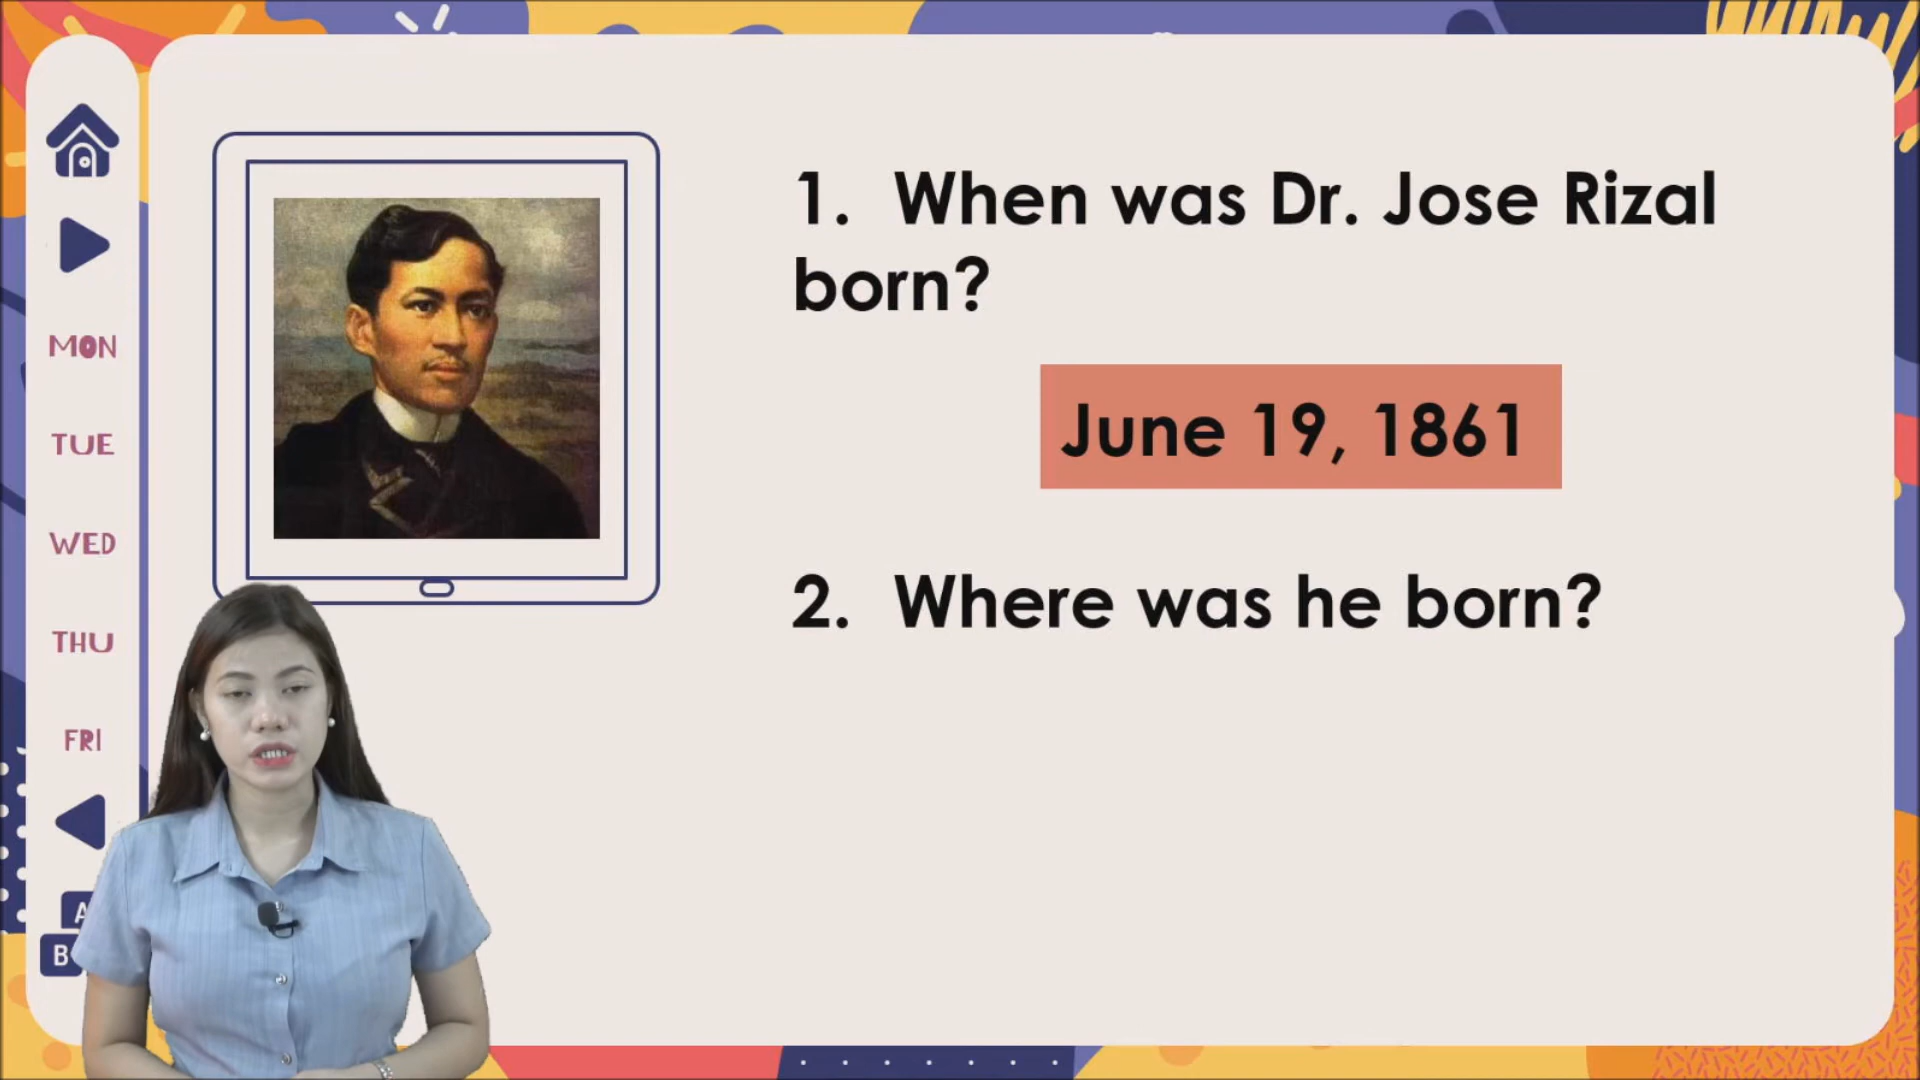 MON
TUE
WED
THU
FRI
A
B
1. When was Dr. Jose Rizal
born?
June 19, 1861
2. Where was he born?